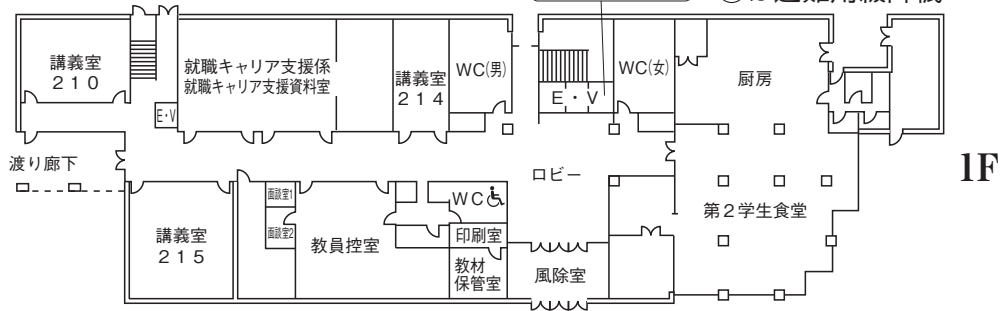 講義室
210
就職キャリア支援係
就職キャリア支援資料室
講義室
214
WC(男)
E・V
WC(女)
E・V
厨房
渡り廊下
ロビー
1F
講義室
215
面談室1
面談室2
教員控室
WC
印刷室
教材
保管室
風除室
第2学生食堂